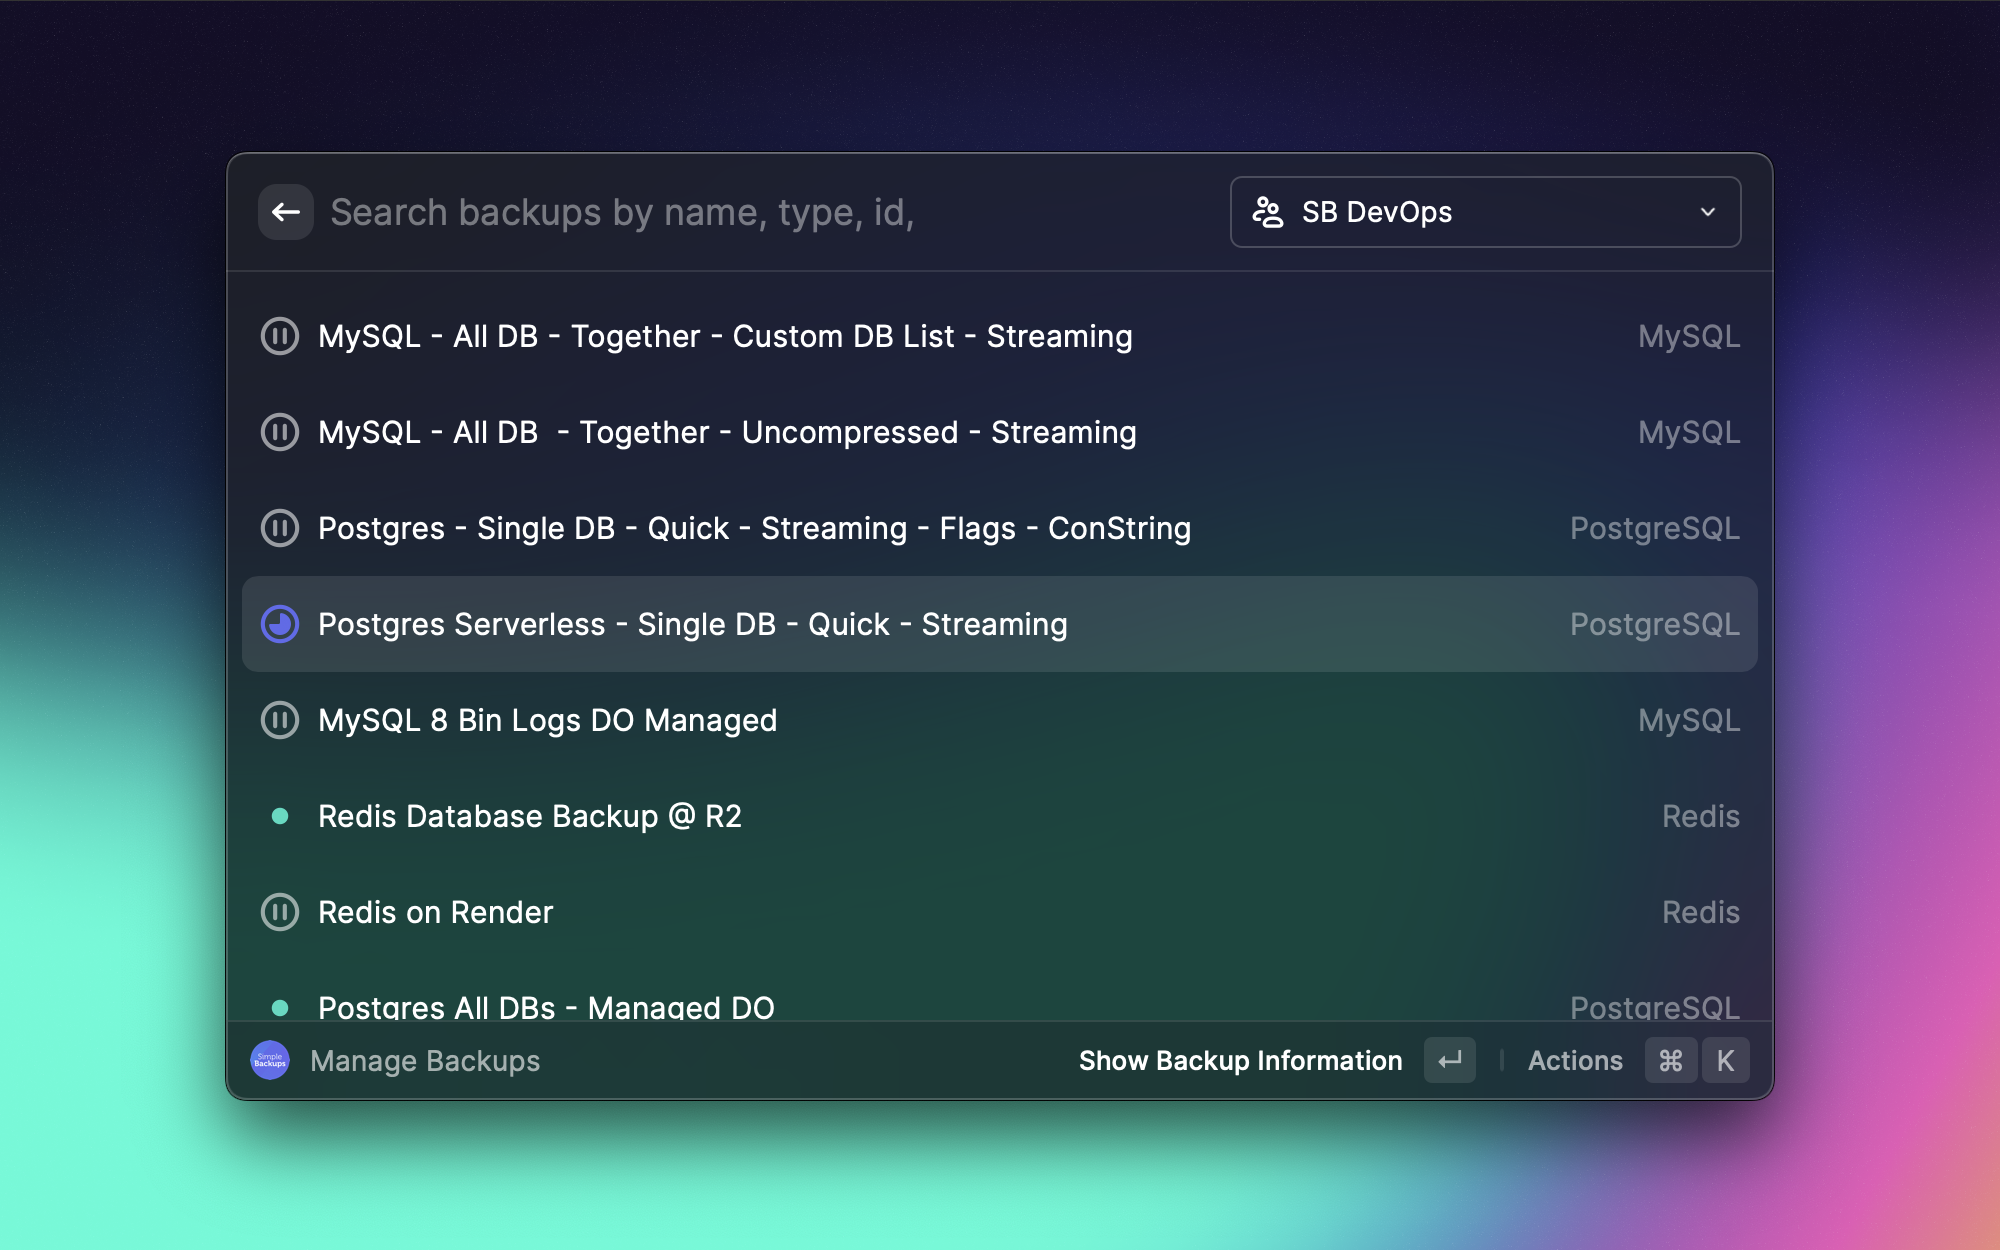 Search backups by name, type, id,
SB DevOps
MySQL - All DB - Together - Custom DB List - Streaming
MySQL
MySQL - All DB  - Together - Uncompressed - Streaming
MySQL
Postgres - Single DB - Quick - Streaming - Flags - ConString
PostgreSQL
Postgres Serverless - Single DB - Quick - Streaming
PostgreSQL
MySQL 8 Bin Logs DO Managed
MySQL
Redis Database Backup @ R2
Redis
Redis on Render
Redis
Postgres All DBs - Managed DO
PostgreSQL
Simple
Backups
Manage Backups
Show Backup Information
Actions
⌘ K